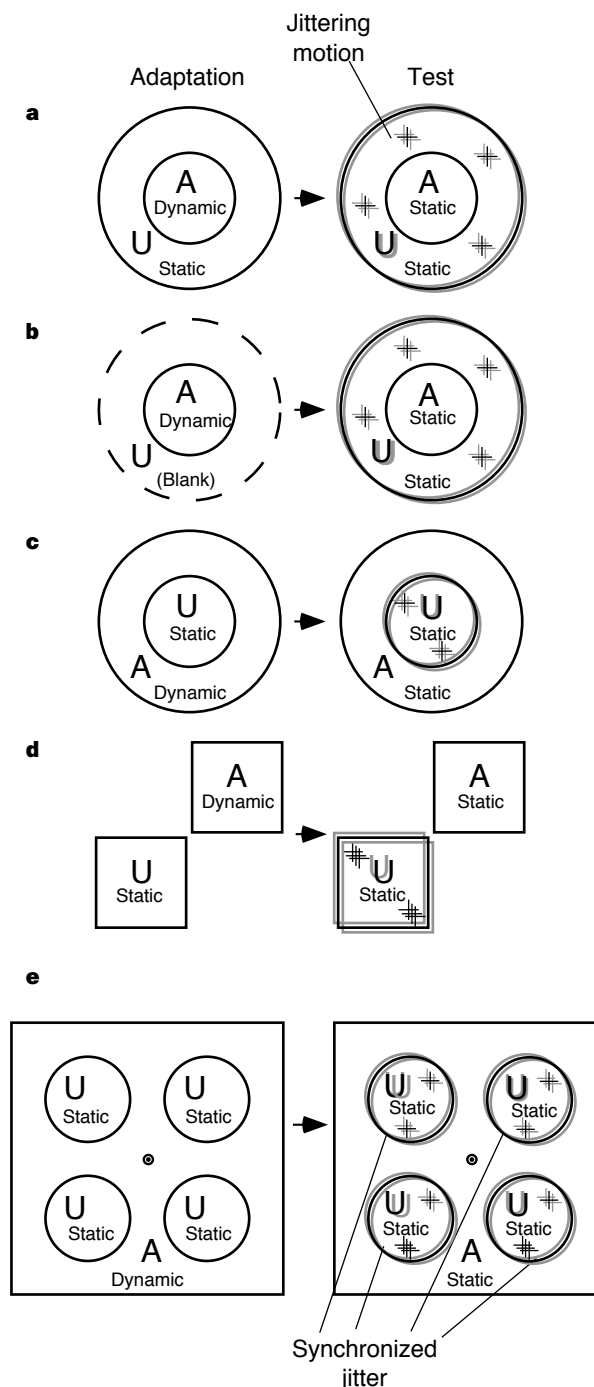 Jittering
motion
Adaptation Test
a
A A
Dynamic Static
U U
Static Static
b
A A
Dynamic Static
U U
(Blank) Static
c
U U
Static Static
A A
Dynamic Static
d
A A
Dynamic Static
U U
Static Static
e
U U U U
Static Static Static Static
U U U U
Static Static Static Static
A A
Dynamic Static
Synchronized
jitter